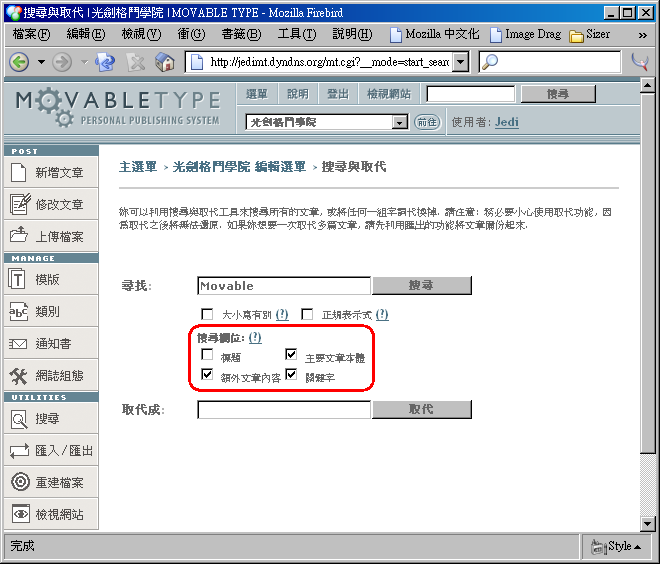 搜尋與取代 | 光劍格鬥學院 | MOVABLE TYPE - Mozilla Firebird
檔案(F) 編輯(E) 檢視(V) 衝(G) 書籤(B) 工具(T) 說明(H) Mozilla 中文化 Image Drag Sizer »
http://jedimt.dyndns.org/mt.cgi?__mode=start_sear
MOVABLETYPE
PERSONAL PUBLISHING SYSTEM
選單 說明 登出 檢視網站 搜尋
光劍格鬥學院 前往 使用者: Jedi
POST
新增文章
修改文章
上傳檔案
MANAGE
模版
類別
通知書
網誌組態
UTILITIES
搜尋
匯入/匯出
重建檔案
檢視網站
主選單 > 光劍格鬥學院 編輯選單 > 搜尋與取代
妳可以利用搜尋與取代工具來搜尋所有的文章, 或將任何一組字詞代換掉. 請注意: 務必要小心使用取代功能, 因
為取代之後將無法還原. 如果妳想要一次取代多篇文章, 請先利用匯出的功能將文章備份起來.
尋找: Movable 搜尋
大小寫有別 (?) 正規表示式 (?)
搜尋欄位: (?)
標題 主要文章本體
額外文章內容 關鍵字
取代成: 取代
完成 Style